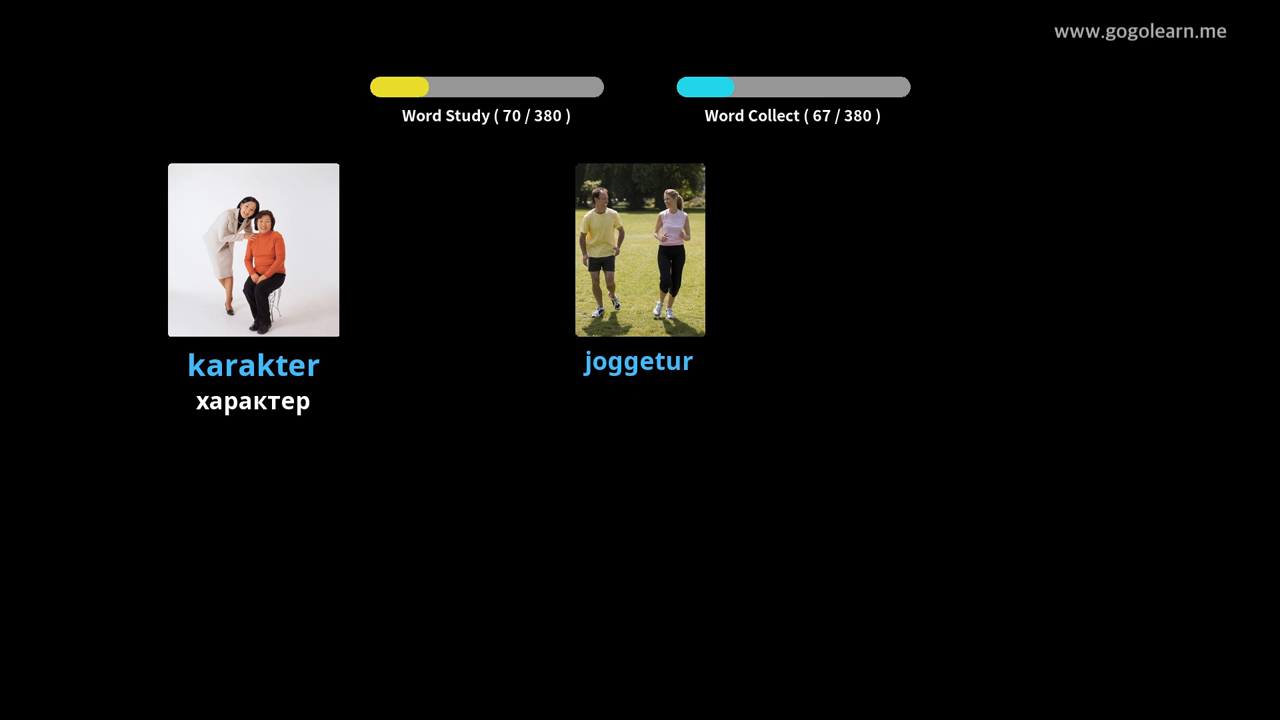 www.gogolearn.me
Word Study ( 70 / 380 )
Word Collect ( 67 / 380 )
karakter
характер
joggetur